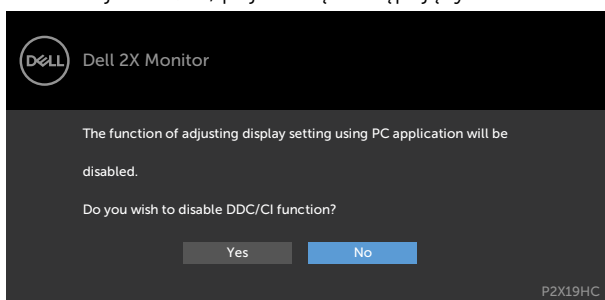 DELL
Dell 2X Monitor
The function of adjusting display setting using PC application will be
disabled.
Do you wish to disable DDC/CI function?
Yes
No
P2X19HC